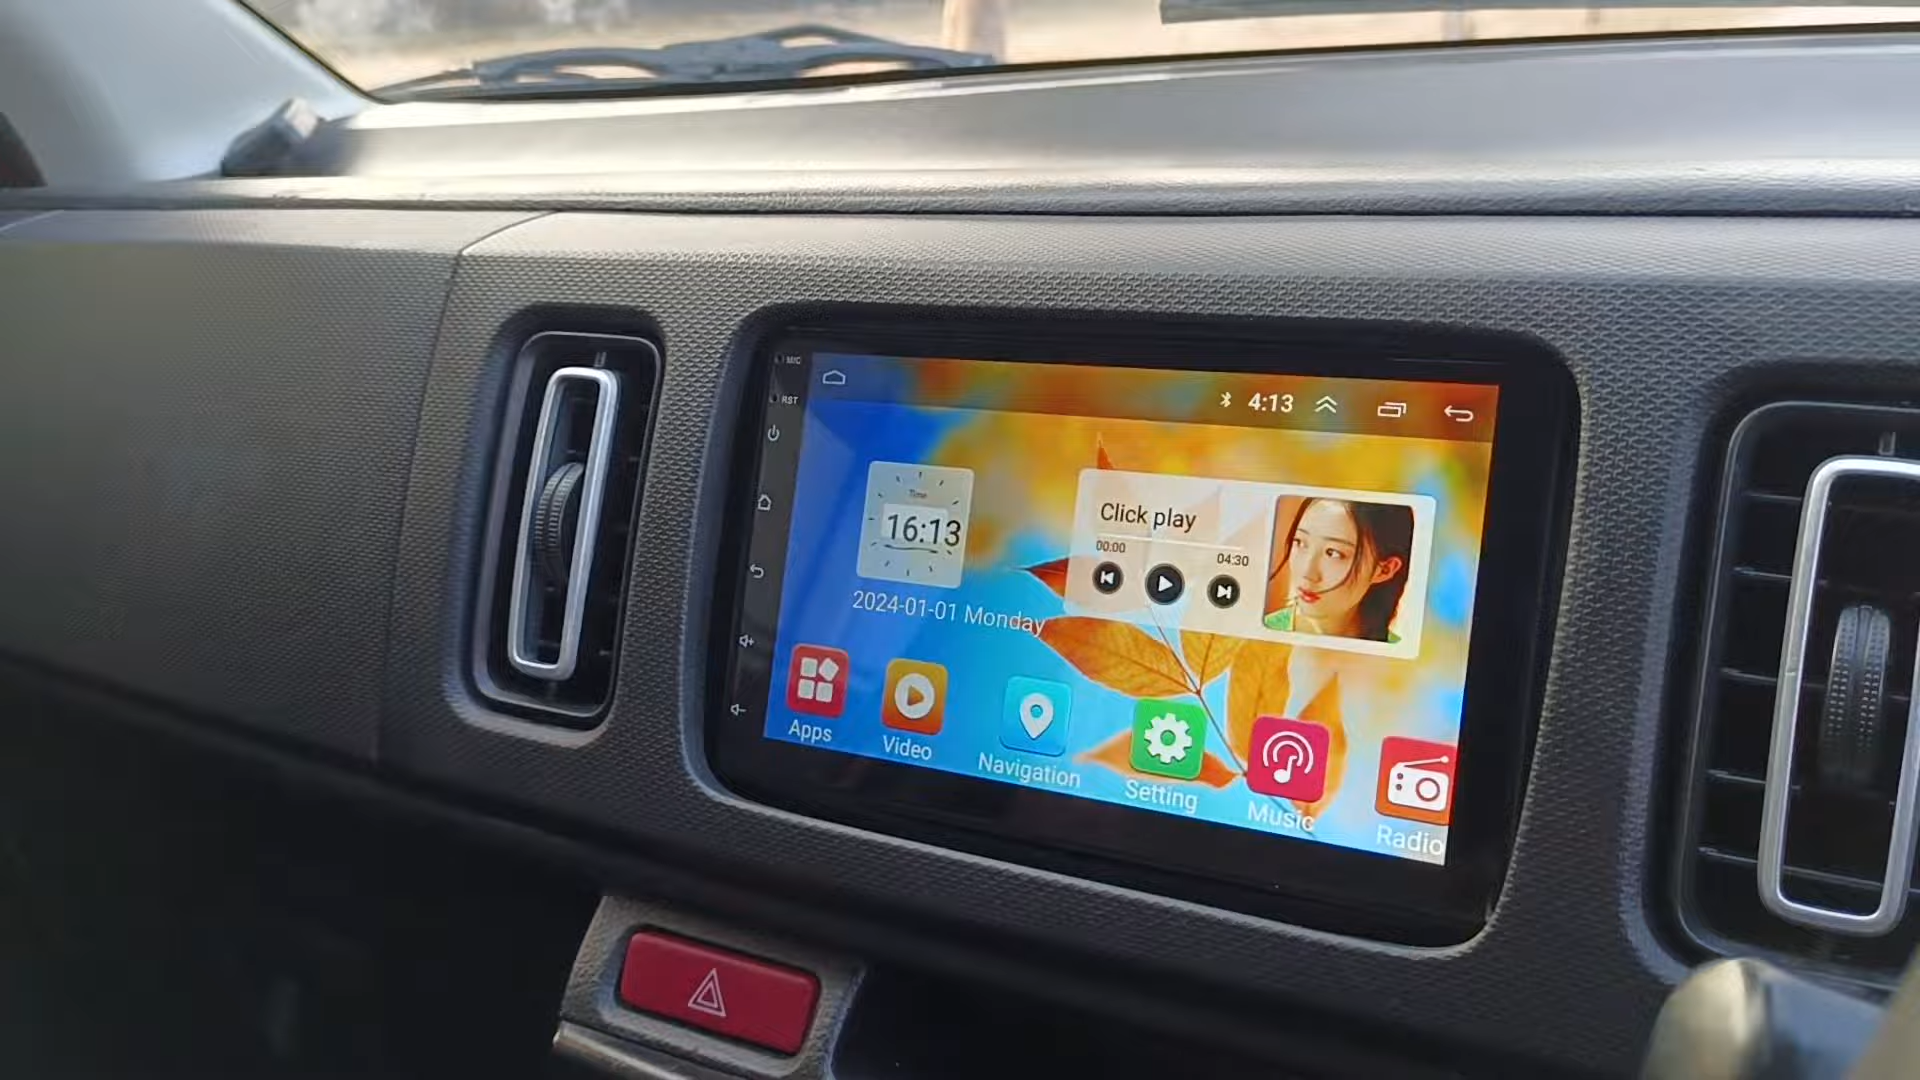 MIC
RST
4:13
Time
16:13
2024-01-01 Monday
Click play
00:00
04:30
Apps
Video
Navigation
Setting
Music
Radio